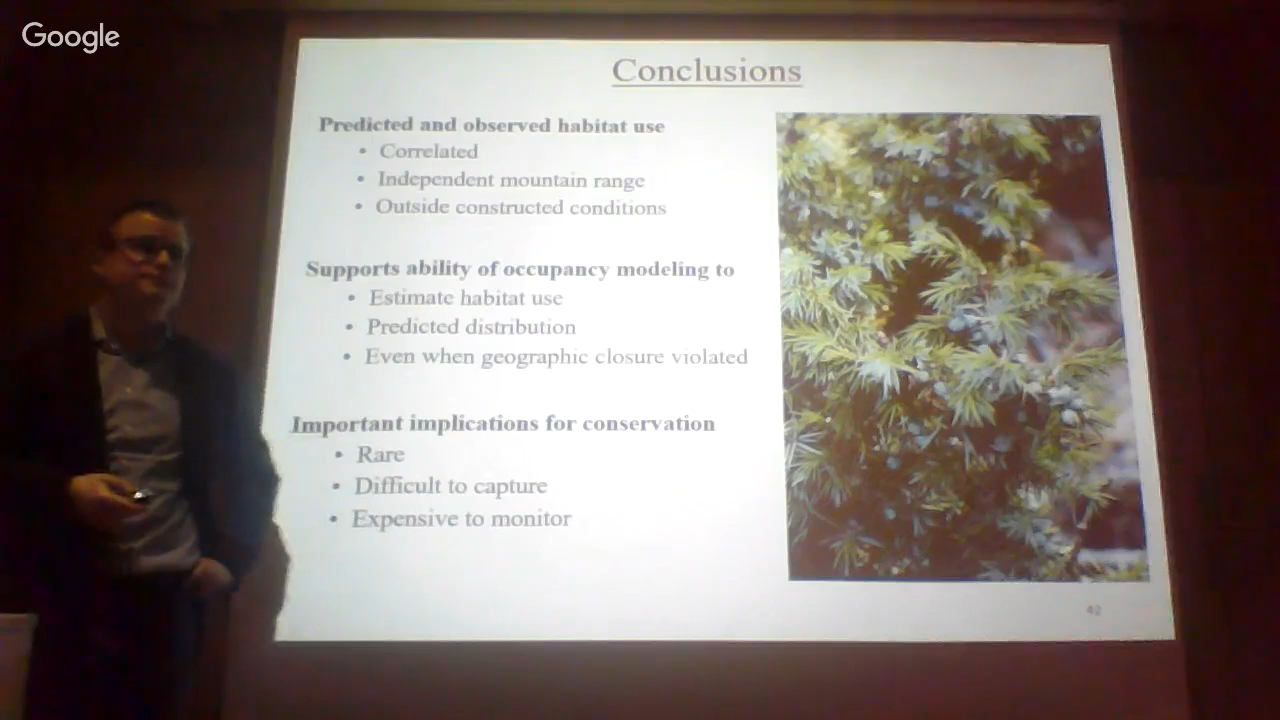 Google
Conclusions
Predicted and observed habitat use
• Correlated
• Independent mountain range
• Outside constructed conditions
Supports ability of occupancy modeling to
• Estimate habitat use
• Predicted distribution
• Even when geographic closure violated
Important implications for conservation
• Rare
• Difficult to capture
• Expensive to monitor
42